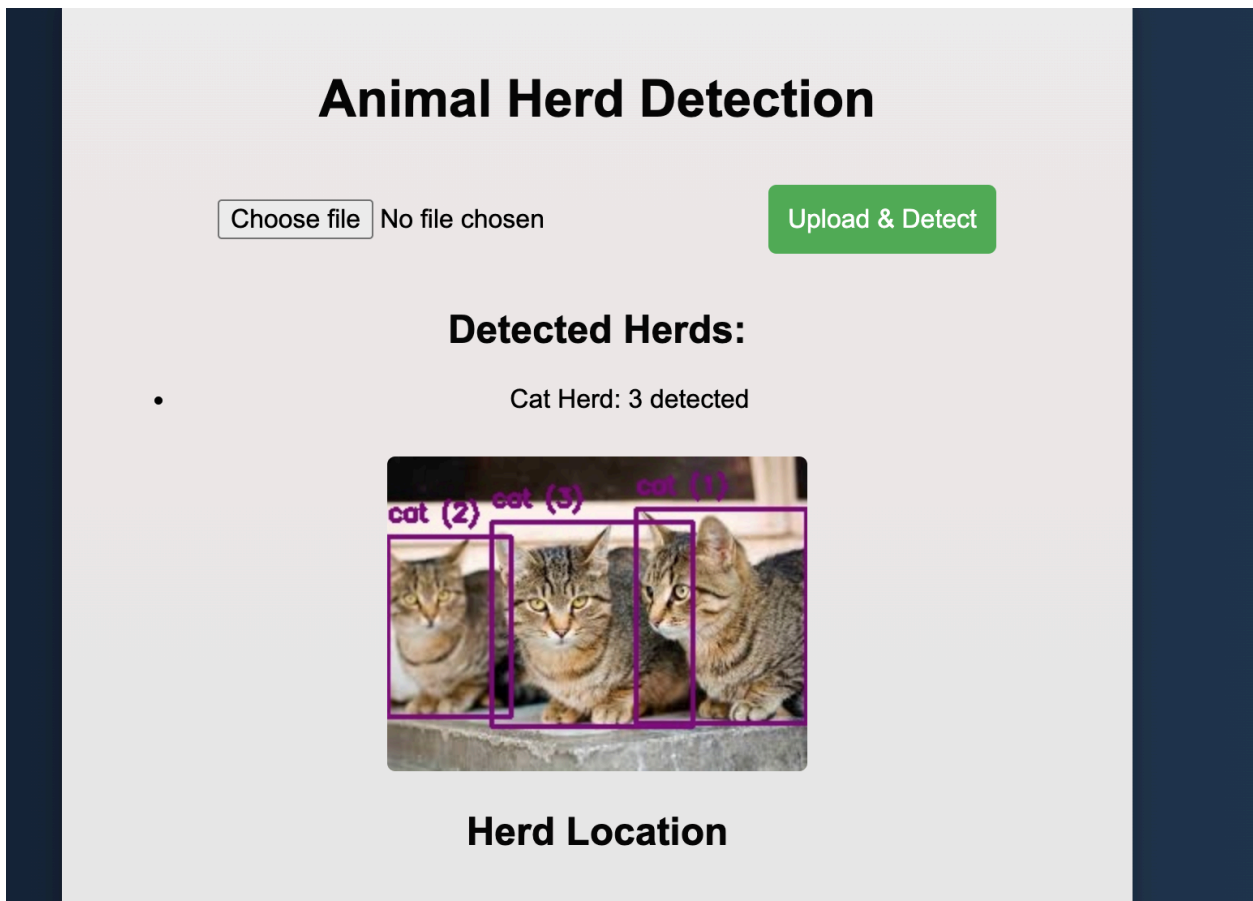 Animal Herd Detection
Choose file No file chosen
Upload & Detect
Detected Herds:
• Cat Herd: 3 detected
cat (2) cat (3) cat (1)
Herd Location